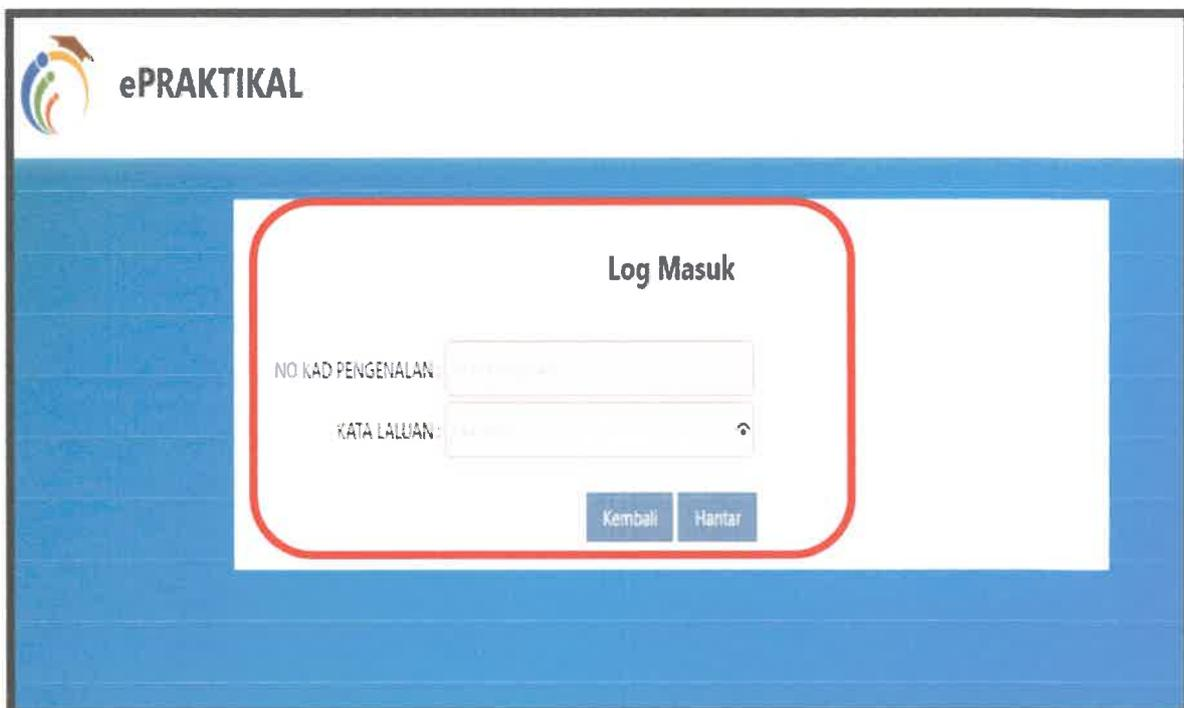 ePRAKTIKAL
Log Masuk
NO KAD PENGENALAN :
KATA LALUAN :
Kembali Hantar